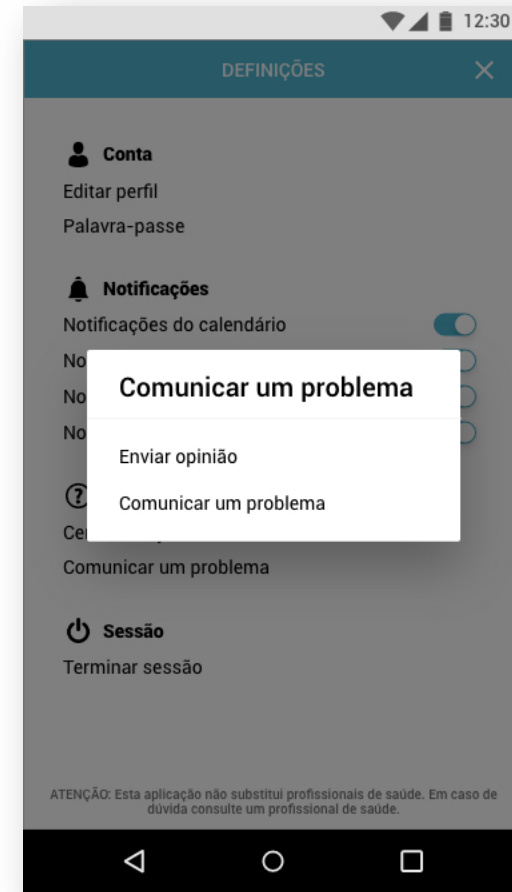 12:30
DEFINIÇÕES
Conta
Editar perfil
Palavra-passe
Notificações
Notificações do calendário
Comunicar um problema
Enviar opinião
Comunicar um problema
Comunicar um problema
Sessão
Terminar sessão
ATENÇÃO: Esta aplicação não substitui profissionais de saúde. Em caso de
dúvida consulte um profissional de saúde.